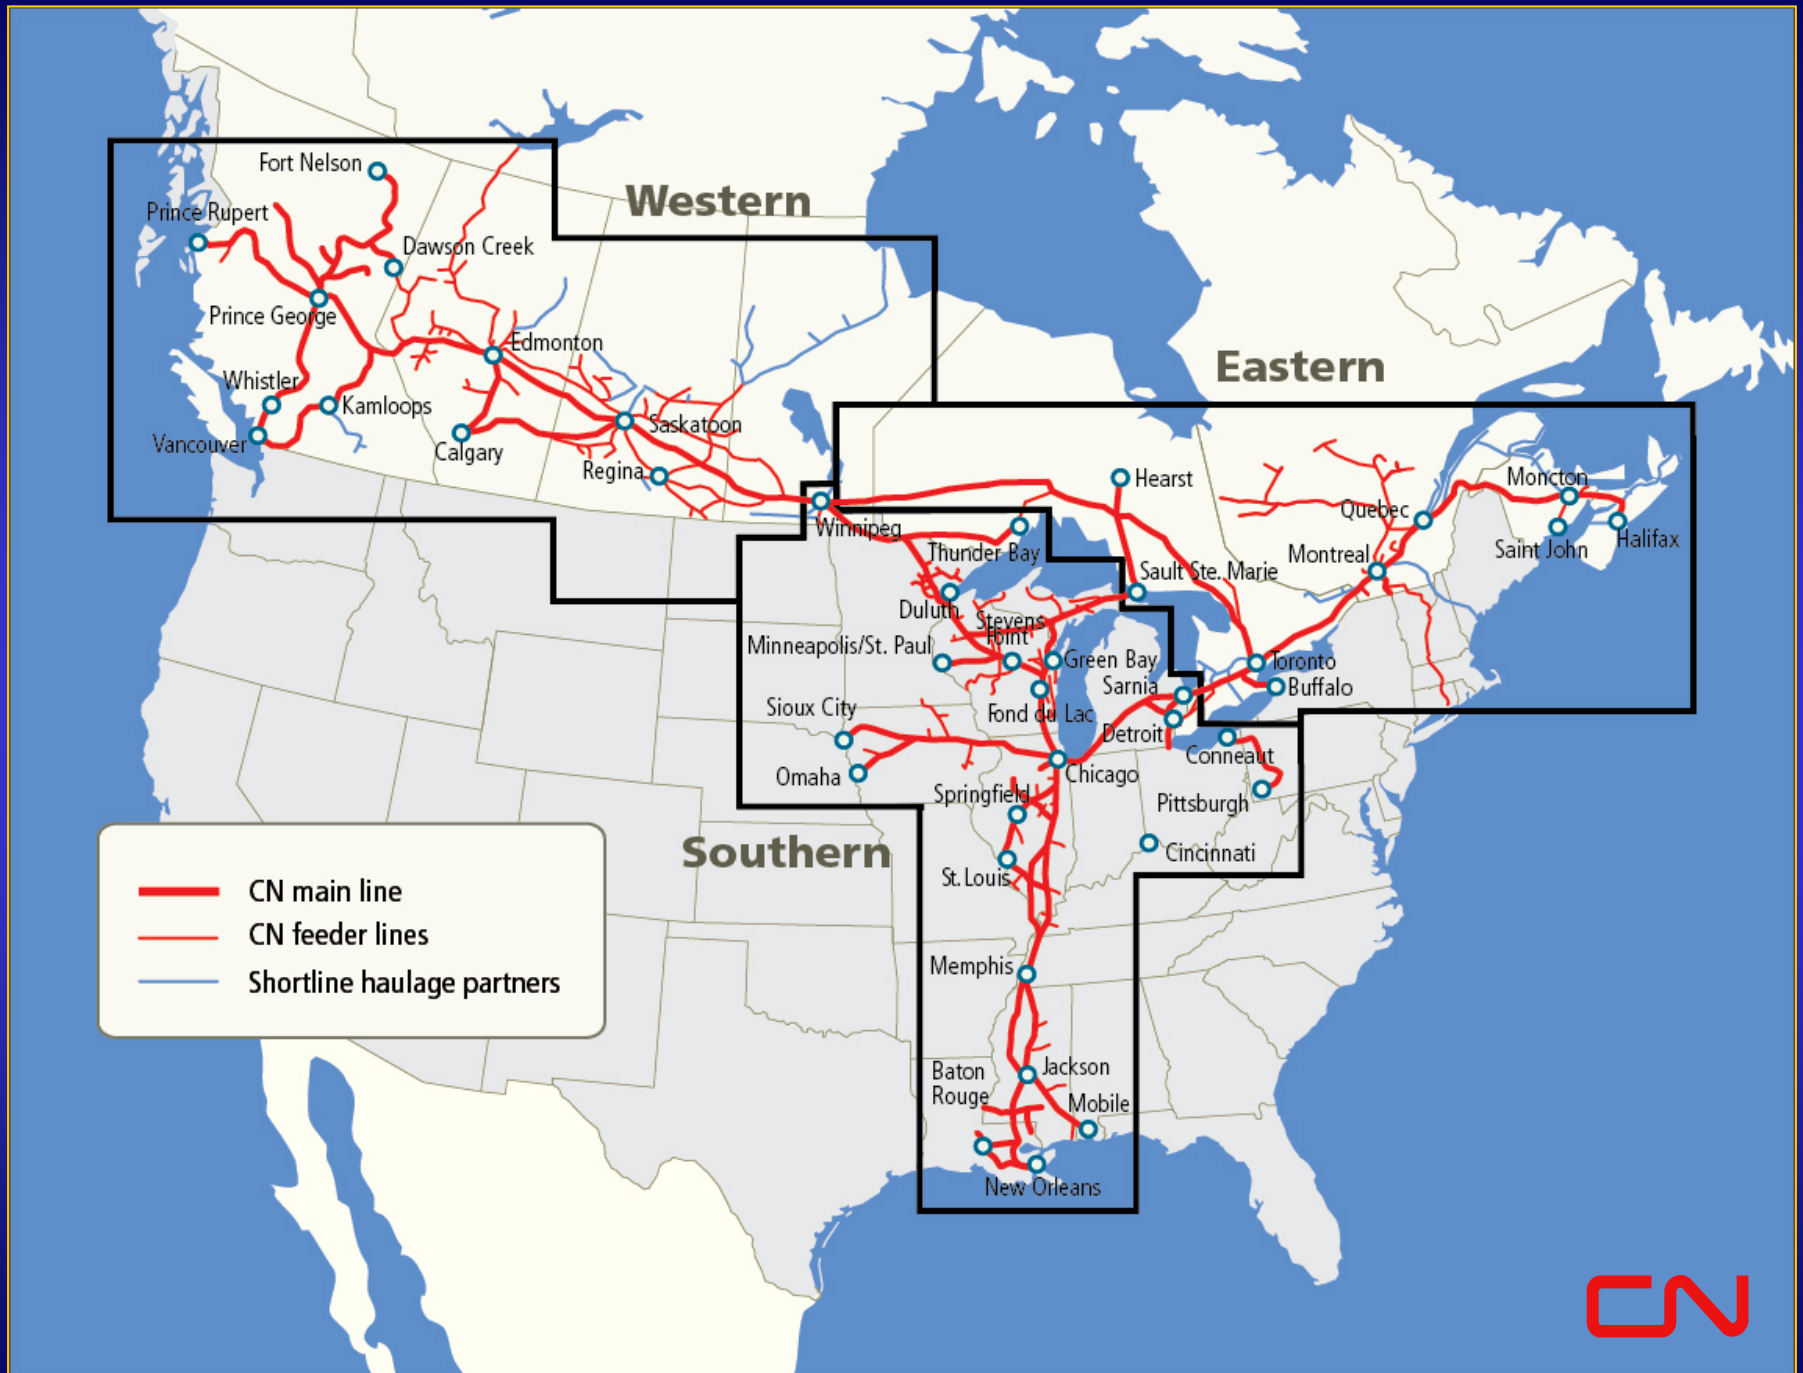 Fort Nelson
Western
Prince Rupert
Dawson Creek
Prince George
Edmonton
Eastern
Whistler
Kamloops
Vancouver
Calgary
Saskatoon
Regina
Winnipeg
Hearst
Moncton
Quebec
Halifax
Saint John
Montreal
Thunder Bay
Sault Ste. Marie
Duluth
Stevens
Point
Minneapolis/St. Paul
Green Bay
Toronto
Sarnia
Buffalo
Sioux City
Fond du Lac
Detroit
Conneaut
Omaha
Chicago
Springfield
Pittsburgh
Southern
Cincinnati
St. Louis
CN main line
CN feeder lines
Shortline haulage partners
Memphis
Jackson
Baton
Rouge
Mobile
New Orleans
CN